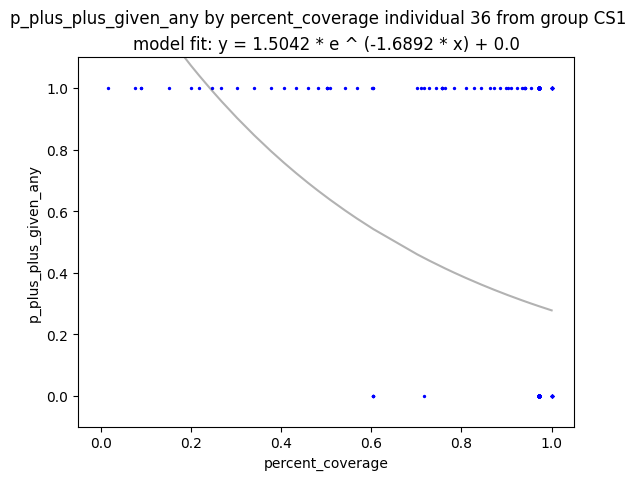 p_plus_plus_given_any by percent_coverage individual 36 from group CS1
model fit: y = 1.5042 * e ^ (-1.6892 * x) + 0.0
1.0
0.8
0.6
0.4
0.2
0.0
p_plus_plus_given_any
0.0 0.2 0.4 0.6 0.8 1.0
percent_coverage